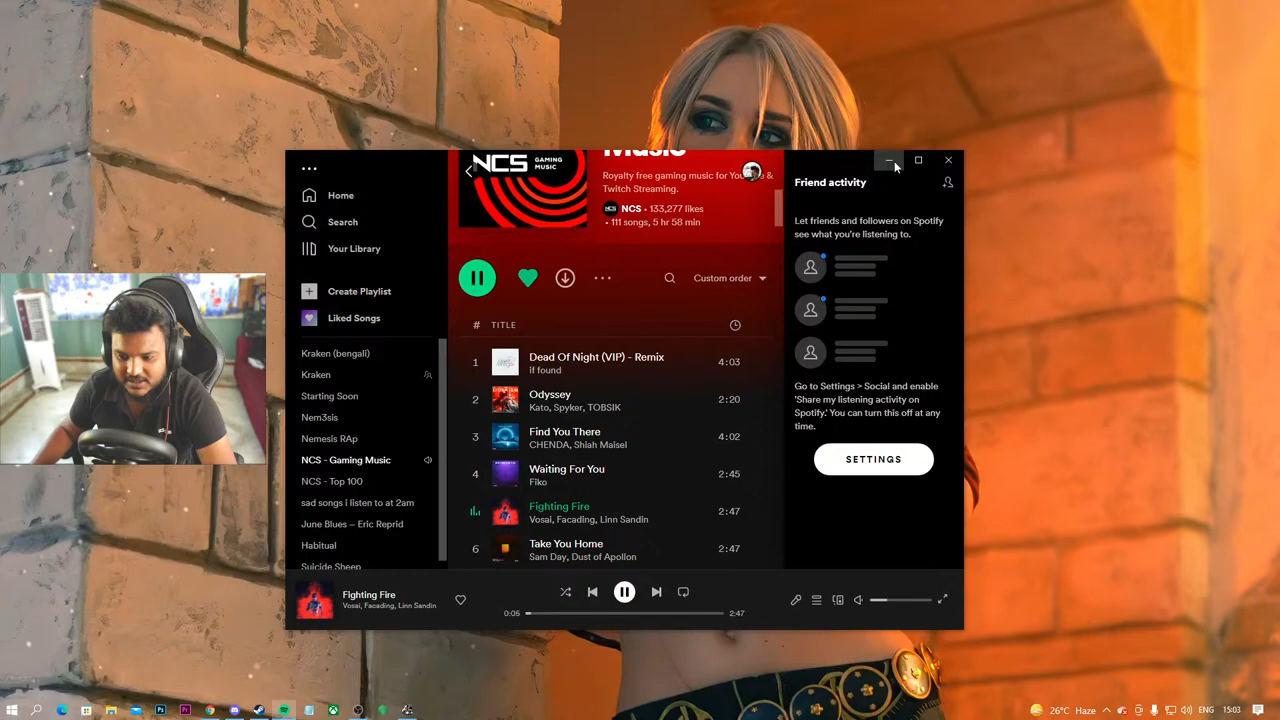 Home
Search
Your Library
Create Playlist
Liked Songs
Kraken (bengali)
Kraken
Starting Soon
Nem3sis
Nemesis RAp
NCS - Gaming Music
NCS - Top 100
sad songs i listen to at 2am
June Blues – Eric Reprid
Habitual
Suicide Sheep
NCS GAMING
MUSIC
Music
Royalty free gaming music for YouTube &
Twitch Streaming.
NCS • 133,277 likes
• 111 songs, 5 hr 58 min
Custom order
# TITLE
1 Dead Of Night (VIP) - Remix 4:03
if found
2 Odyssey 2:20
Kato, Spyker, TOBSIK
3 Find You There 4:02
CHENDA, Shiah Maisel
4 Waiting For You 2:45
Fiko
Fighting Fire 2:47
Vosai, Facading, Linn Sandin
6 Take You Home 2:47
Sam Day, Dust of Apollon
Friend activity
Let friends and followers on Spotify
see what you're listening to.
Go to Settings > Social and enable
'Share my listening activity on
Spotify.' You can turn this off at any
time.
SETTINGS
Fighting Fire
Vosai, Facading, Linn Sandin
0:05 2:47
26°C Haze ENG 15:03